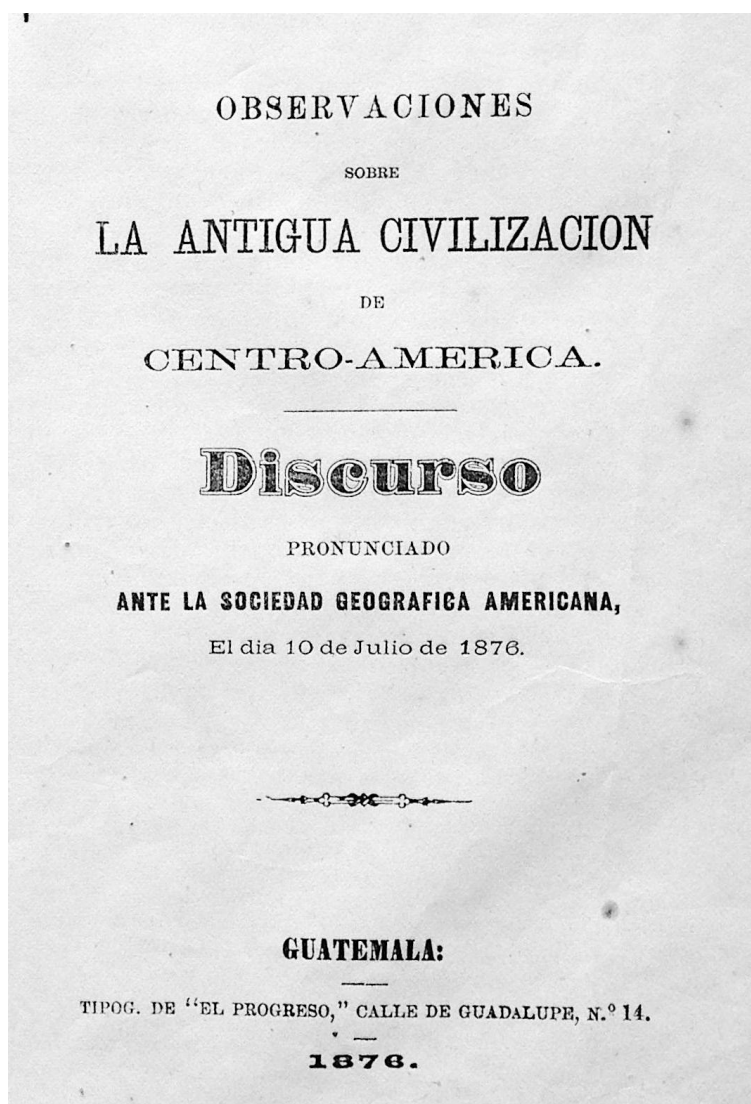 OBSERVACIONES
SOBRE
LA ANTIGUA CIVILIZACION
DE
CENTRO-AMERICA.
Discurso
PRONUNCIADO
ANTE LA SOCIEDAD GEOGRAFICA AMERICANA,
El dia 10 de Julio de 1876.
GUATEMALA:
TIPOG. DE "EL PROGRESO," CALLE DE GUADALUPE, N.º 14.
1876.